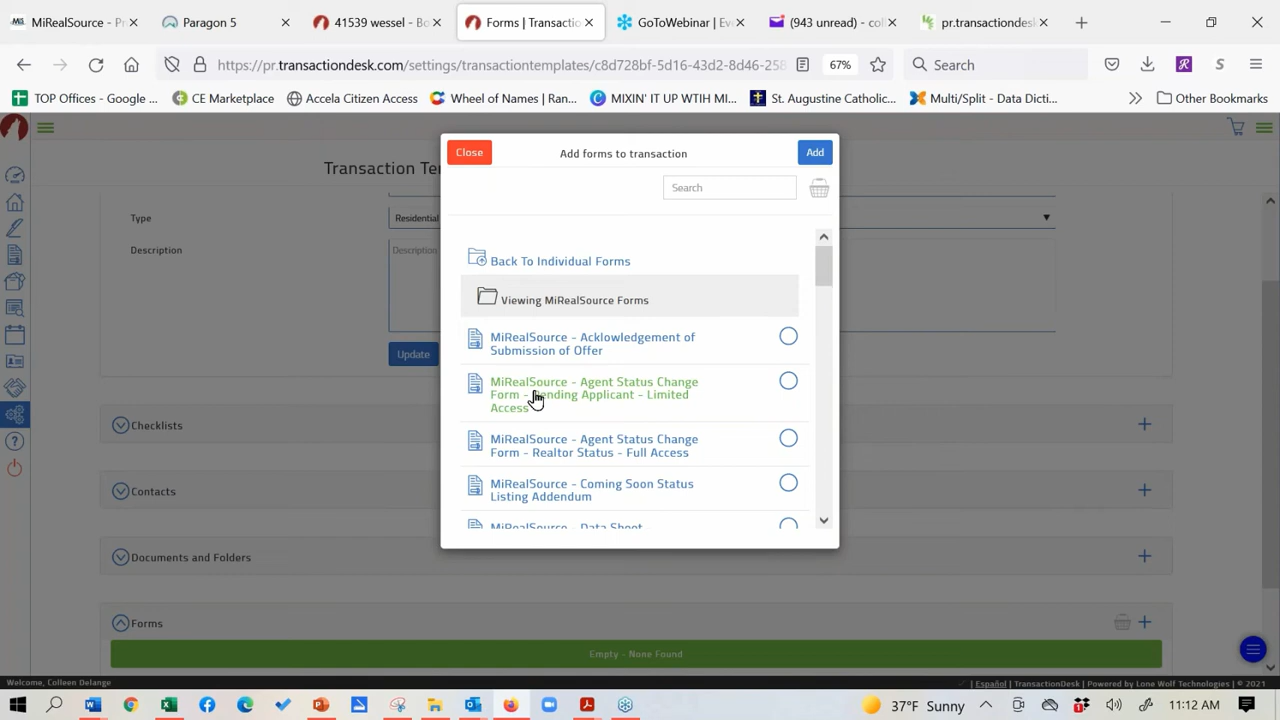 MiRealSource - Pr
Paragon 5
41539 wessel - Bo
Forms | Transactio
GoToWebinar | Eve
(943 unread) - coll
pr.transactiondesk
https://pr.transactiondesk.com/settings/transactiontemplates/c8d728bf-5d16-43d2-8d46-258
67%
Search
TOP Offices - Google ...
CE Marketplace
Accela Citizen Access
Wheel of Names | Ran...
MIXIN' IT UP WTIH MI...
St. Augustine Catholic...
Multi/Split - Data Dicti...
Other Bookmarks
Close
Add forms to transaction
Add
Transaction Te
Search
Type
Residential
Description
Description
Back To Individual Forms
Viewing MiRealSource Forms
MiRealSource - Acklowledgement of
Submission of Offer
MiRealSource - Agent Status Change
Form - Pending Applicant - Limited
Access
Update
MiRealSource - Agent Status Change
Form - Realtor Status - Full Access
Checklists
MiRealSource - Coming Soon Status
Listing Addendum
Contacts
MiRealSource - Data Sheet
Documents and Folders
Forms
Empty - None Found
Welcome, Colleen Delange
| Español | TransactionDesk | Powered by Lone Wolf Technologies | © 2021
37°F Sunny
11:12 AM